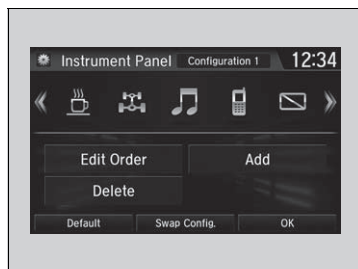 Instrument Panel Configuration 1 12:34
Edit Order Add
Delete
Default Swap Config. OK